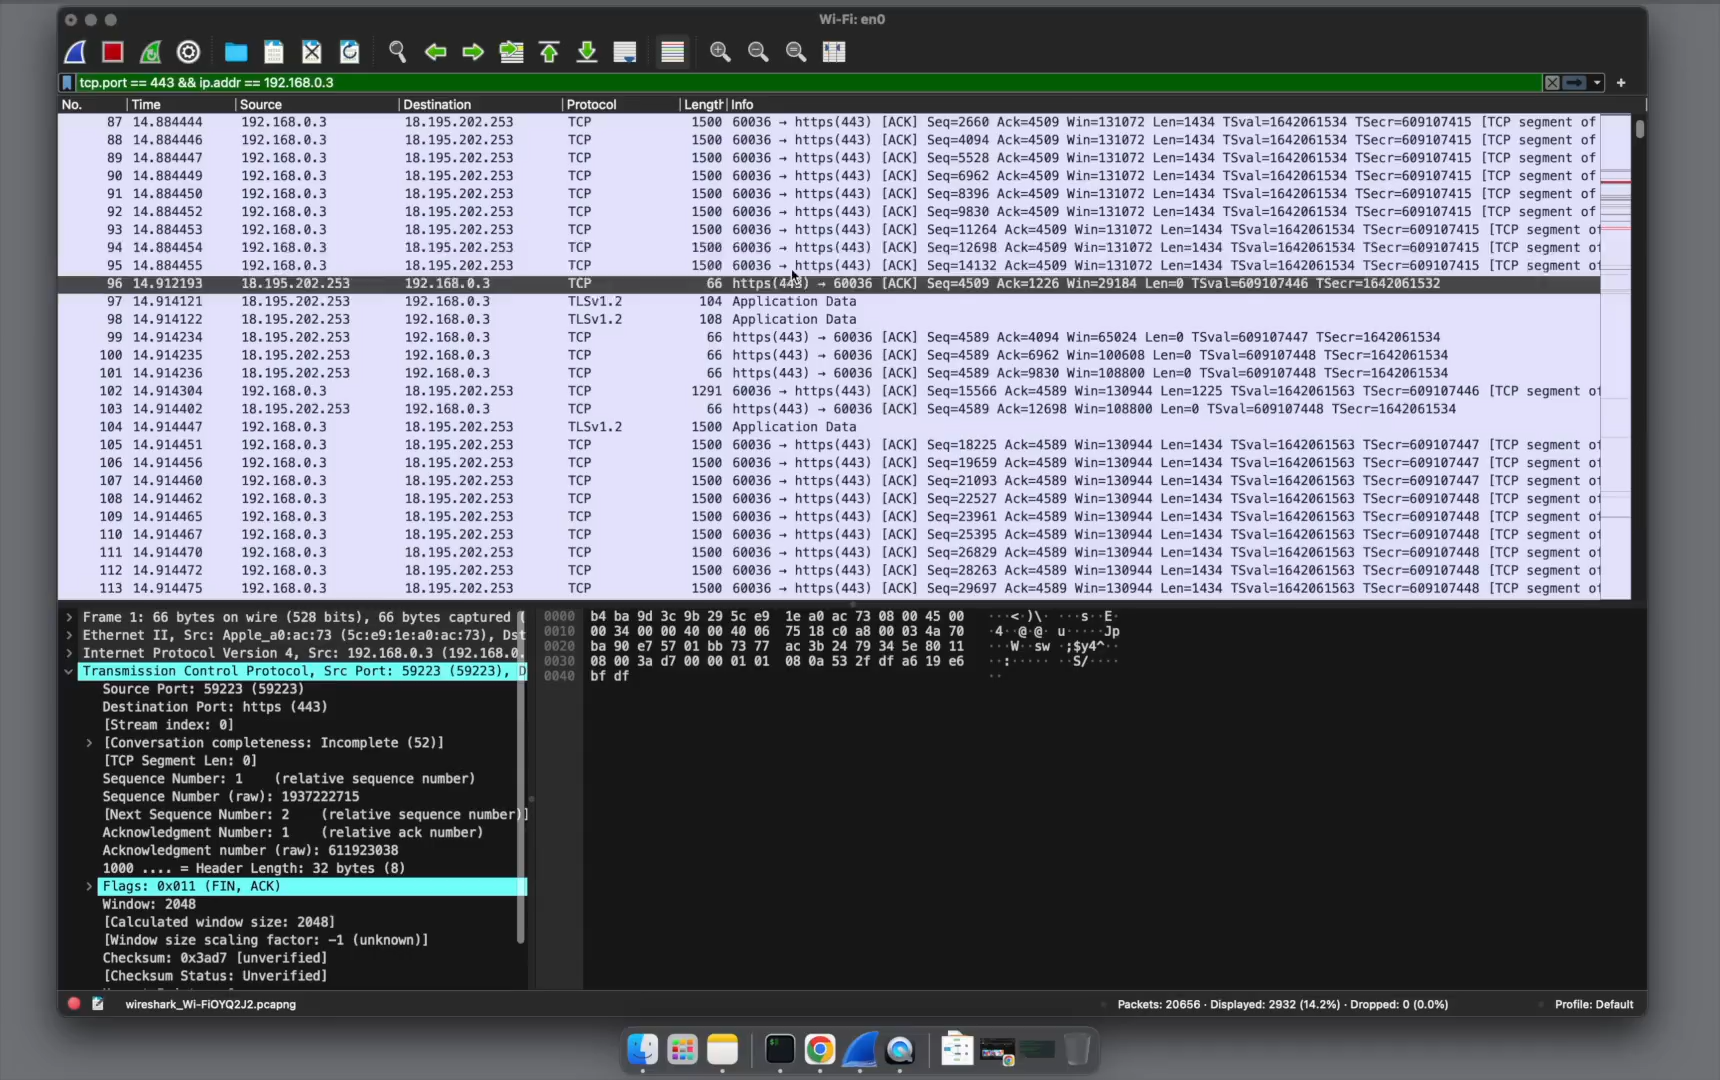 Wi-Fi: en0
tcp.port == 443 && ip.addr == 192.168.0.3
No. Time Source Destination Protocol Length Info
87 14.884444 192.168.0.3 18.195.202.253 TCP 1500 60036 → https(443) [ACK] Seq=2660 Ack=4509 Win=131072 Len=1434 TSval=1642061534 TSecr=609107415 [TCP segment of
88 14.884446 192.168.0.3 18.195.202.253 TCP 1500 60036 → https(443) [ACK] Seq=4094 Ack=4509 Win=131072 Len=1434 TSval=1642061534 TSecr=609107415 [TCP segment of
89 14.884447 192.168.0.3 18.195.202.253 TCP 1500 60036 → https(443) [ACK] Seq=5528 Ack=4509 Win=131072 Len=1434 TSval=1642061534 TSecr=609107415 [TCP segment of
90 14.884449 192.168.0.3 18.195.202.253 TCP 1500 60036 → https(443) [ACK] Seq=6962 Ack=4509 Win=131072 Len=1434 TSval=1642061534 TSecr=609107415 [TCP segment of
91 14.884450 192.168.0.3 18.195.202.253 TCP 1500 60036 → https(443) [ACK] Seq=8396 Ack=4509 Win=131072 Len=1434 TSval=1642061534 TSecr=609107415 [TCP segment of
92 14.884452 192.168.0.3 18.195.202.253 TCP 1500 60036 → https(443) [ACK] Seq=9830 Ack=4509 Win=131072 Len=1434 TSval=1642061534 TSecr=609107415 [TCP segment of
93 14.884453 192.168.0.3 18.195.202.253 TCP 1500 60036 → https(443) [ACK] Seq=11264 Ack=4509 Win=131072 Len=1434 TSval=1642061534 TSecr=609107415 [TCP segment of
94 14.884454 192.168.0.3 18.195.202.253 TCP 1500 60036 → https(443) [ACK] Seq=12698 Ack=4509 Win=131072 Len=1434 TSval=1642061534 TSecr=609107415 [TCP segment of
95 14.884455 192.168.0.3 18.195.202.253 TCP 1500 60036 → https(443) [ACK] Seq=14132 Ack=4509 Win=131072 Len=1434 TSval=1642061534 TSecr=609107415 [TCP segment of
96 14.912193 18.195.202.253 192.168.0.3 TCP 66 https(443) → 60036 [ACK] Seq=4509 Ack=1226 Win=29184 Len=0 TSval=609107446 TSecr=1642061532
97 14.914121 18.195.202.253 192.168.0.3 TLSv1.2 104 Application Data
98 14.914122 18.195.202.253 192.168.0.3 TLSv1.2 108 Application Data
99 14.914234 18.195.202.253 192.168.0.3 TCP 66 https(443) → 60036 [ACK] Seq=4589 Ack=4094 Win=65024 Len=0 TSval=609107447 TSecr=1642061534
100 14.914235 18.195.202.253 192.168.0.3 TCP 66 https(443) → 60036 [ACK] Seq=4589 Ack=6962 Win=100608 Len=0 TSval=609107448 TSecr=1642061534
101 14.914236 18.195.202.253 192.168.0.3 TCP 66 https(443) → 60036 [ACK] Seq=4589 Ack=9830 Win=108800 Len=0 TSval=609107448 TSecr=1642061534
102 14.914304 192.168.0.3 18.195.202.253 TCP 1291 60036 → https(443) [ACK] Seq=15566 Ack=4589 Win=130944 Len=1225 TSval=1642061563 TSecr=609107446 [TCP segment of
103 14.914402 18.195.202.253 192.168.0.3 TCP 66 https(443) → 60036 [ACK] Seq=4589 Ack=12698 Win=108800 Len=0 TSval=609107448 TSecr=1642061534
104 14.914447 192.168.0.3 18.195.202.253 TLSv1.2 1500 Application Data
105 14.914451 192.168.0.3 18.195.202.253 TCP 1500 60036 → https(443) [ACK] Seq=18225 Ack=4589 Win=130944 Len=1434 TSval=1642061563 TSecr=609107447 [TCP segment of
106 14.914456 192.168.0.3 18.195.202.253 TCP 1500 60036 → https(443) [ACK] Seq=19659 Ack=4589 Win=130944 Len=1434 TSval=1642061563 TSecr=609107447 [TCP segment of
107 14.914460 192.168.0.3 18.195.202.253 TCP 1500 60036 → https(443) [ACK] Seq=21093 Ack=4589 Win=130944 Len=1434 TSval=1642061563 TSecr=609107447 [TCP segment of
108 14.914462 192.168.0.3 18.195.202.253 TCP 1500 60036 → https(443) [ACK] Seq=22527 Ack=4589 Win=130944 Len=1434 TSval=1642061563 TSecr=609107448 [TCP segment of
109 14.914465 192.168.0.3 18.195.202.253 TCP 1500 60036 → https(443) [ACK] Seq=23961 Ack=4589 Win=130944 Len=1434 TSval=1642061563 TSecr=609107448 [TCP segment of
110 14.914467 192.168.0.3 18.195.202.253 TCP 1500 60036 → https(443) [ACK] Seq=25395 Ack=4589 Win=130944 Len=1434 TSval=1642061563 TSecr=609107448 [TCP segment of
111 14.914470 192.168.0.3 18.195.202.253 TCP 1500 60036 → https(443) [ACK] Seq=26829 Ack=4589 Win=130944 Len=1434 TSval=1642061563 TSecr=609107448 [TCP segment of
112 14.914472 192.168.0.3 18.195.202.253 TCP 1500 60036 → https(443) [ACK] Seq=28263 Ack=4589 Win=130944 Len=1434 TSval=1642061563 TSecr=609107448 [TCP segment of
113 14.914475 192.168.0.3 18.195.202.253 TCP 1500 60036 → https(443) [ACK] Seq=29697 Ack=4589 Win=130944 Len=1434 TSval=1642061563 TSecr=609107448 [TCP segment of
Frame 1: 66 bytes on wire (528 bits), 66 bytes captured (
Ethernet II, Src: Apple_a0:ac:73 (5c:e9:1e:a0:ac:73), Dst
Internet Protocol Version 4, Src: 192.168.0.3 (192.168.0.
Transmission Control Protocol, Src Port: 59223 (59223), D
Source Port: 59223 (59223)
Destination Port: https (443)
[Stream index: 0]
[Conversation completeness: Incomplete (52)]
[TCP Segment Len: 0]
Sequence Number: 1 (relative sequence number)
Sequence Number (raw): 1937222715
[Next Sequence Number: 2 (relative sequence number)]
Acknowledgment Number: 1 (relative ack number)
Acknowledgment number (raw): 611923038
1000 .... = Header Length: 32 bytes (8)
Flags: 0x011 (FIN, ACK)
Window: 2048
[Calculated window size: 2048]
[Window size scaling factor: -1 (unknown)]
Checksum: 0x3ad7 [unverified]
[Checksum Status: Unverified]
0000 b4 ba 9d 3c 9b 29 5c e9 1e a0 ac 73 08 00 45 00 ···<·)\· ···s··E·
0010 00 34 00 00 40 00 40 06 75 18 c0 a8 00 03 4a 70 ·4··@·@· u·····Jp
0020 ba 90 e7 57 01 bb 73 77 ac 3b 24 79 34 5e 80 11 ···W··sw ·;$y4^··
0030 08 00 3a d7 00 00 01 01 08 0a 53 2f df a6 19 e6 ··:····· ··S/····
0040 bf df ··
wireshark_Wi-FiOYQ2J2.pcapng
Packets: 20656 · Displayed: 2932 (14.2%) · Dropped: 0 (0.0%)
Profile: Default